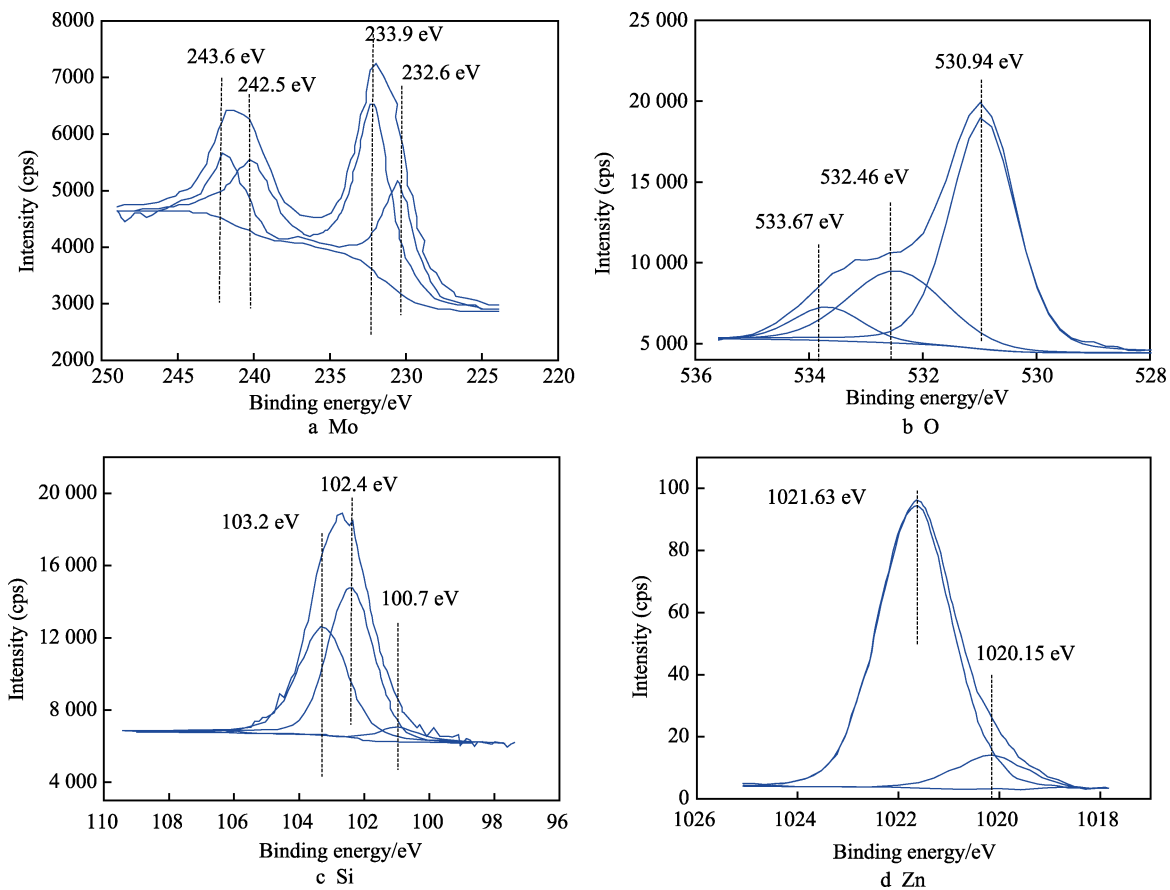 8000
7000
6000
5000
4000
3000
2000
Intensity (cps)
243.6 eV
242.5 eV
233.9 eV
232.6 eV
250 245 240 235 230 225 220
Binding energy/eV
a Mo
25 000
20 000
15 000
10 000
5 000
Intensity (cps)
530.94 eV
532.46 eV
533.67 eV
536 534 532 530 528
Binding energy/eV
b O
20 000
16 000
12 000
8 000
4 000
Intensity (cps)
102.4 eV
103.2 eV
100.7 eV
110 108 106 104 102 100 98 96
Binding energy/eV
c Si
100
80
60
40
20
0
Intensity (cps)
1021.63 eV
1020.15 eV
1026 1024 1022 1020 1018
Binding energy/eV
d Zn